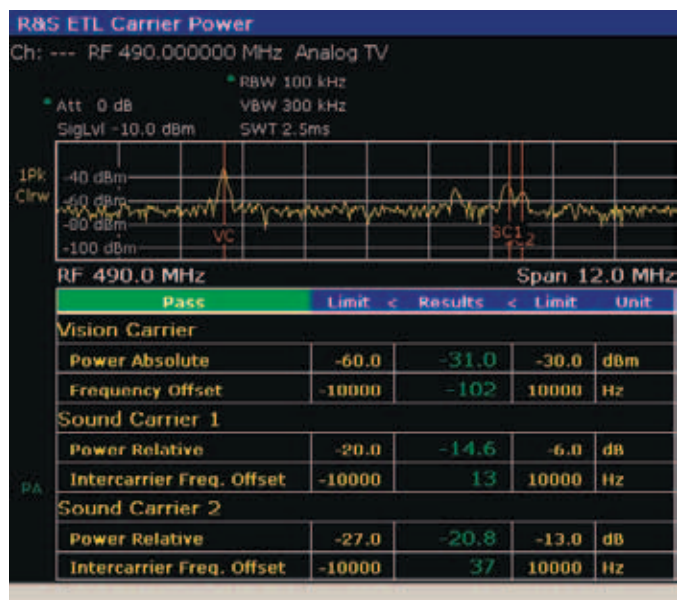 R&S ETL Carrier Power
Ch: --- RF 490.000000 MHz Analog TV
* RBW 100 kHz
* Att 0 dB VBW 300 kHz
SigLvl -10.0 dBm SWT 2.5ms
1Pk
Clrw
-40 dBm
-60 dBm
-80 dBm
-100 dBm
VC SC1 2
RF 490.0 MHz Span 12.0 MHz
Pass Limit < Results < Limit Unit
Vision Carrier
Power Absolute -60.0 -31.0 -30.0 dBm
Frequency Offset -10000 -102 10000 Hz
Sound Carrier 1
Power Relative -20.0 -14.6 -6.0 dB
PA
Intercarrier Freq. Offset -10000 13 10000 Hz
Sound Carrier 2
Power Relative -27.0 -20.8 -13.0 dB
Intercarrier Freq. Offset -10000 37 10000 Hz